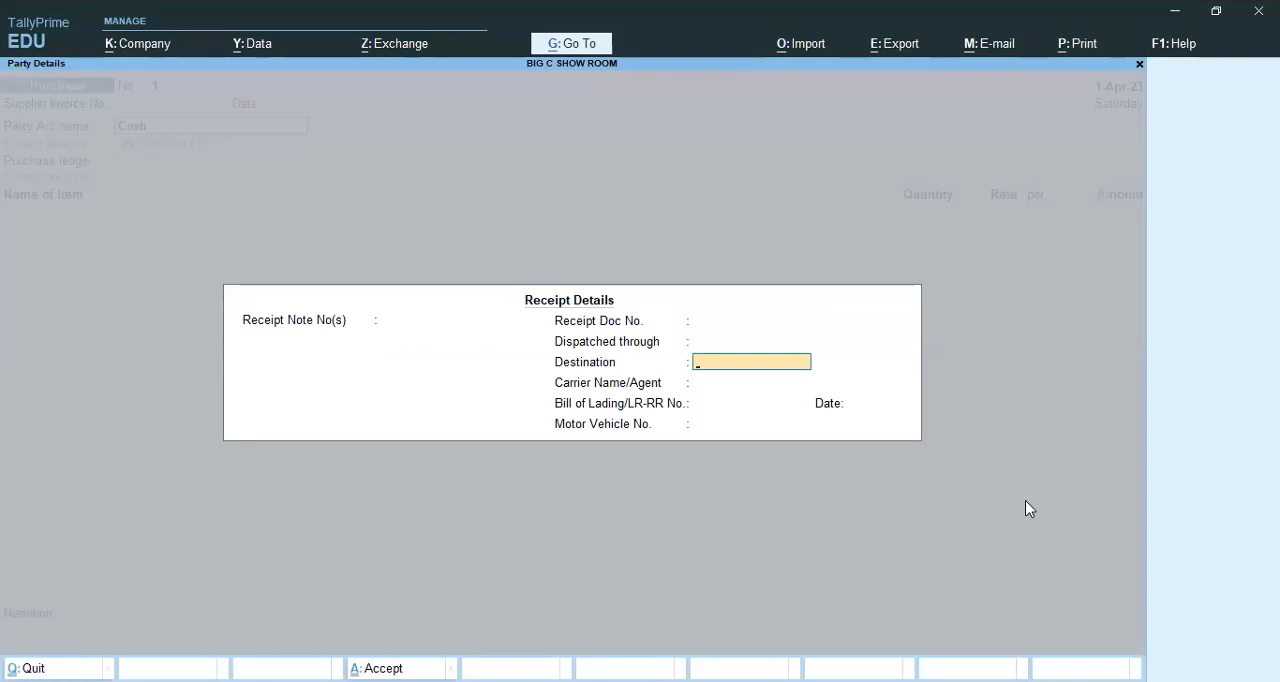 TallyPrime
EDU
MANAGE
K:Company Y:Data Z:Exchange G:Go To O:Import E:Export M:E-mail P:Print F1:Help
Party Details BIG C SHOW ROOM
Purchase No. 1 1-Apr-23
Supplier Invoice No. Date Saturday
Party A/c name Cash
Purchase ledger
Name of Item Quantity Rate per Amount
Receipt Details
Receipt Note No(s) : Receipt Doc No. :
Dispatched through :
Destination :
Carrier Name/Agent :
Bill of Lading/LR-RR No.: Date:
Motor Vehicle No. :
Narration
Q:Quit A:Accept